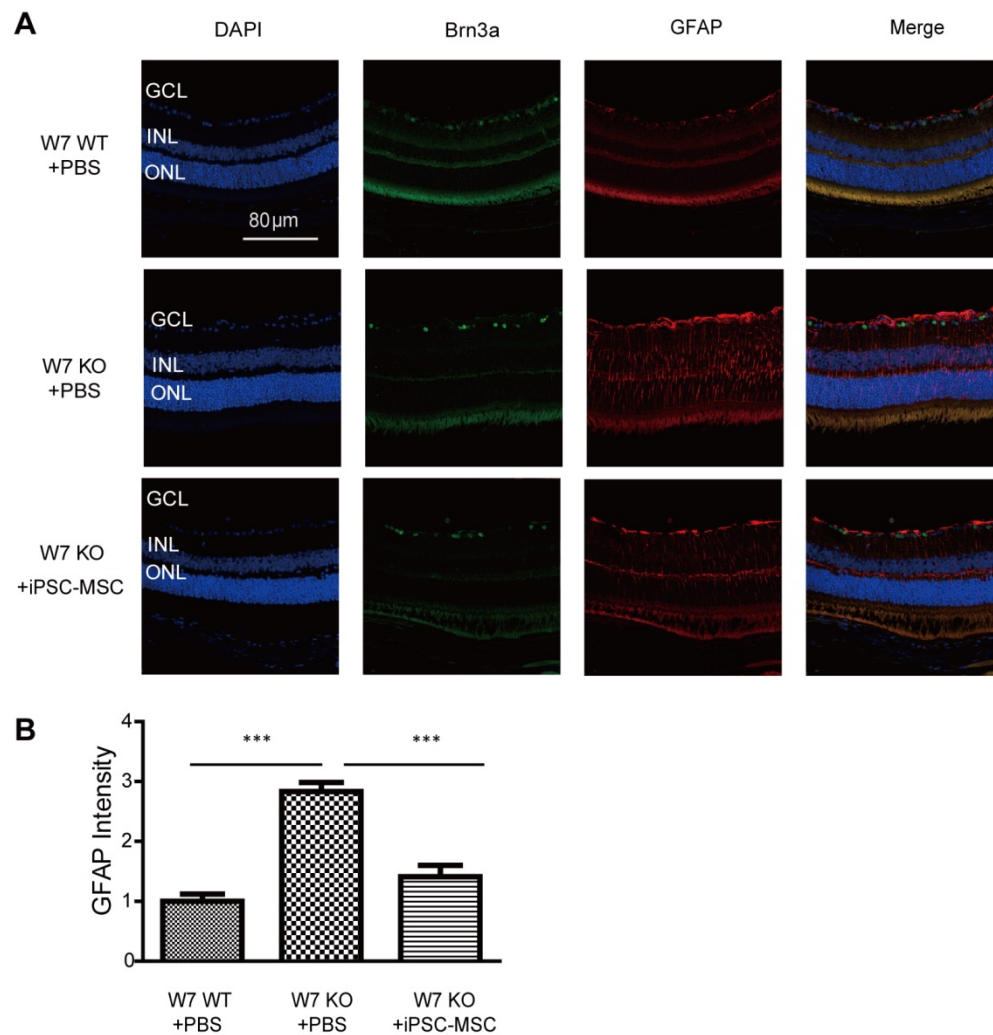 A
DAPI
Brn3a
GFAP
Merge
W7 WT
+PBS
GCL
INL
ONL
80 µm
W7 KO
+PBS
GCL
INL
ONL
W7 KO
+iPSC-MSC
GCL
INL
ONL
B
GFAP Intensity
4
3
2
1
0
***
***
W7 WT
+PBS
W7 KO
+PBS
W7 KO
+iPSC-MSC